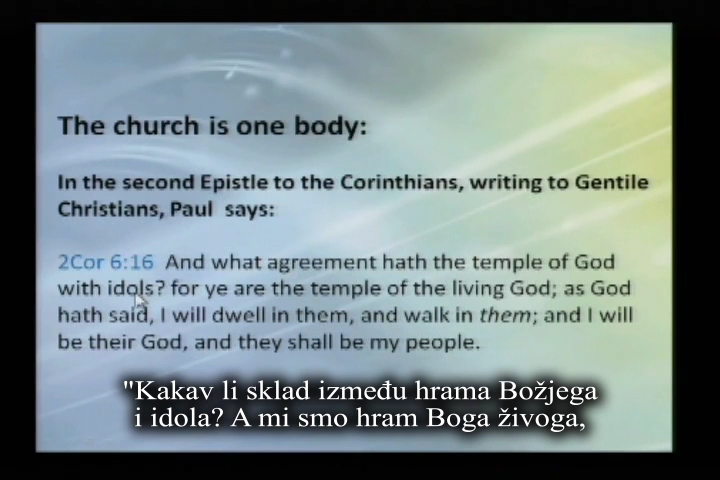 The church is one body:
In the second Epistle to the Corinthians, writing to Gentile
Christians, Paul  says:
2Cor 6:16  And what agreement hath the temple of God
with idols? for ye are the temple of the living God; as God
hath said, I will dwell in them, and walk in them; and I will
be their God, and they shall be my people.
"Kakav li sklad između hrama Božjega
i idola? A mi smo hram Boga živoga,